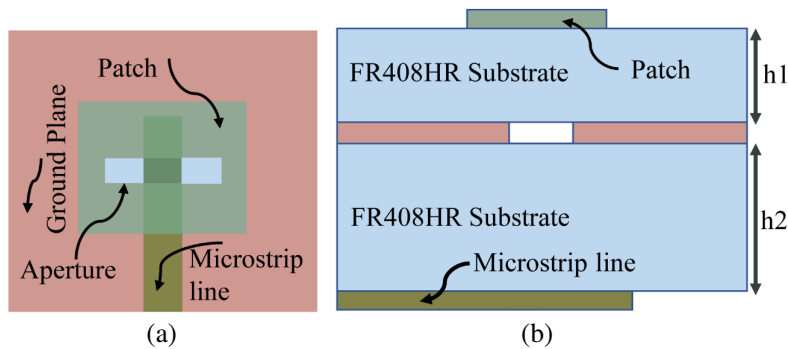 Patch
Ground Plane
Aperture
Microstrip
line
(a)
FR408HR Substrate
Patch
h1
FR408HR Substrate
h2
Microstrip line
(b)